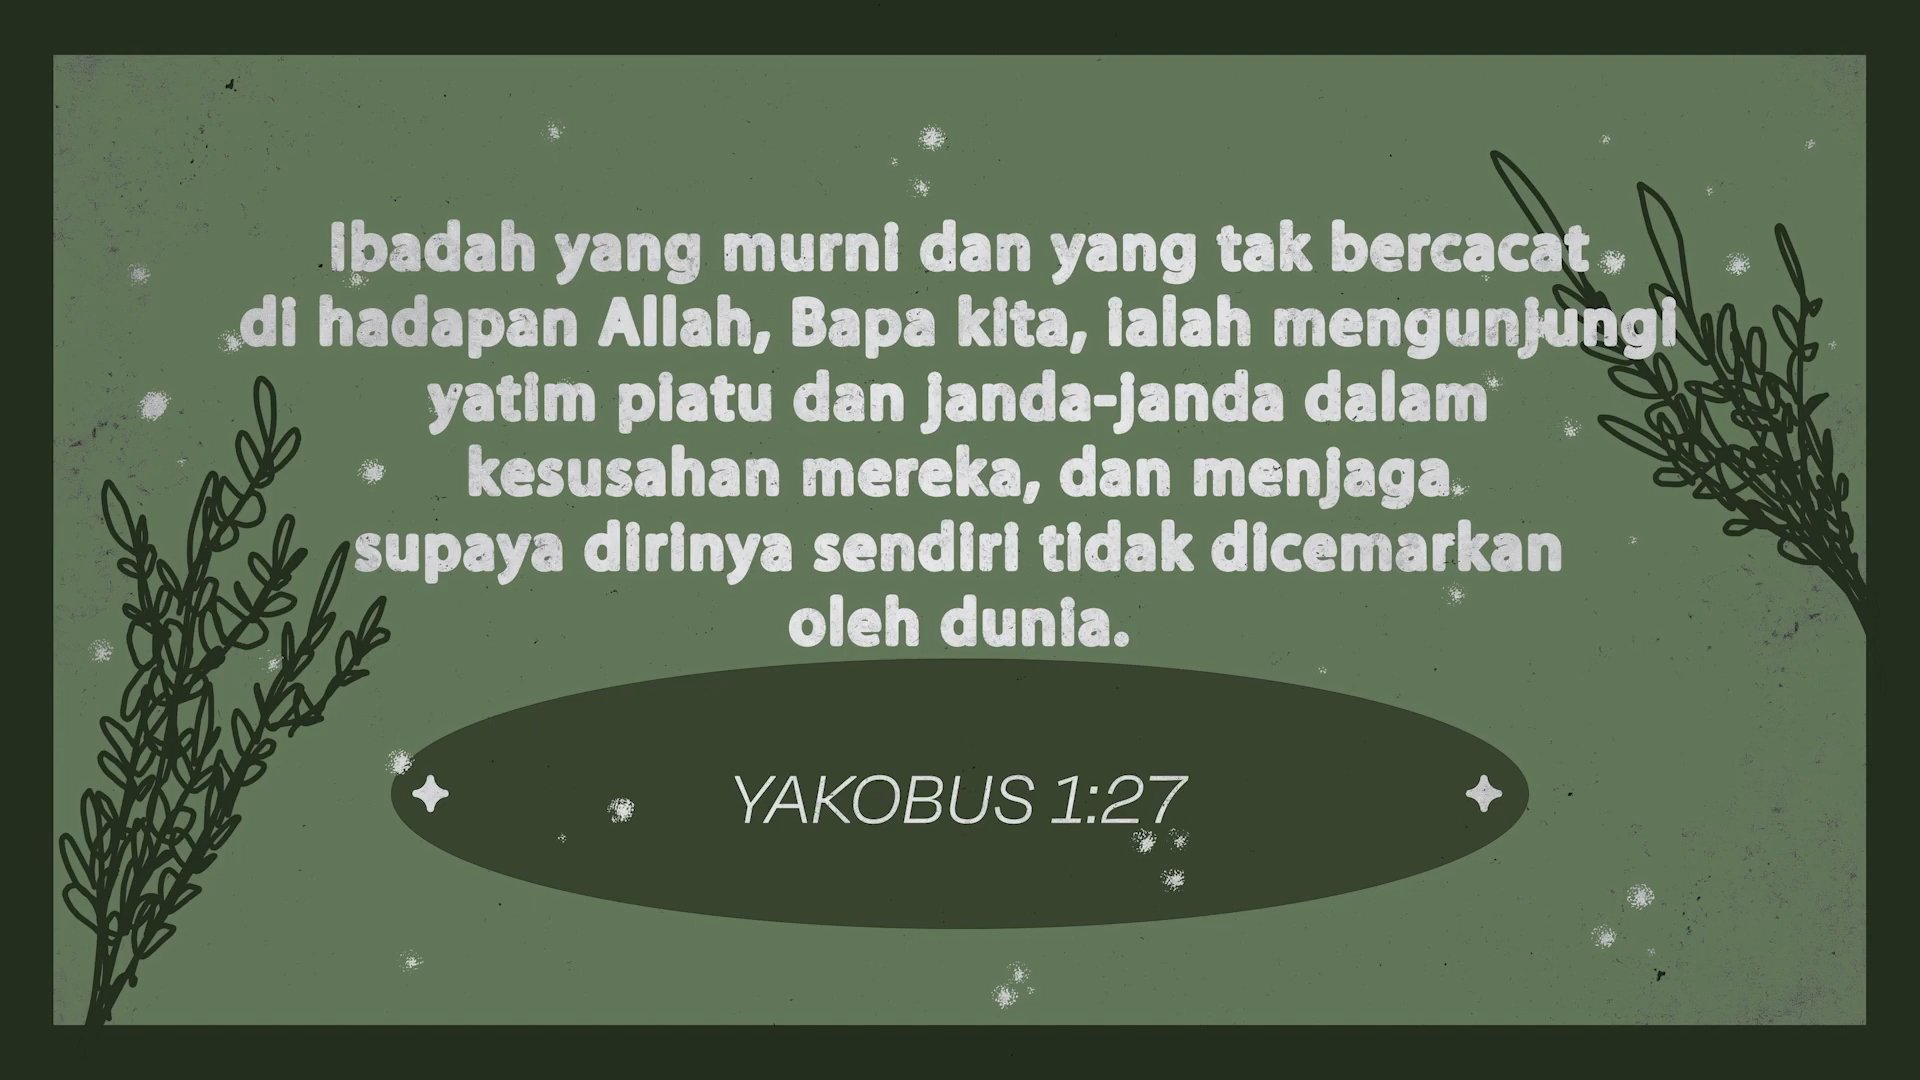 Ibadah yang murni dan yang tak bercacat
di hadapan Allah, Bapa kita, ialah mengunjungi
yatim piatu dan janda-janda dalam
kesusahan mereka, dan menjaga
supaya dirinya sendiri tidak dicemarkan
oleh dunia.
YAKOBUS 1:27